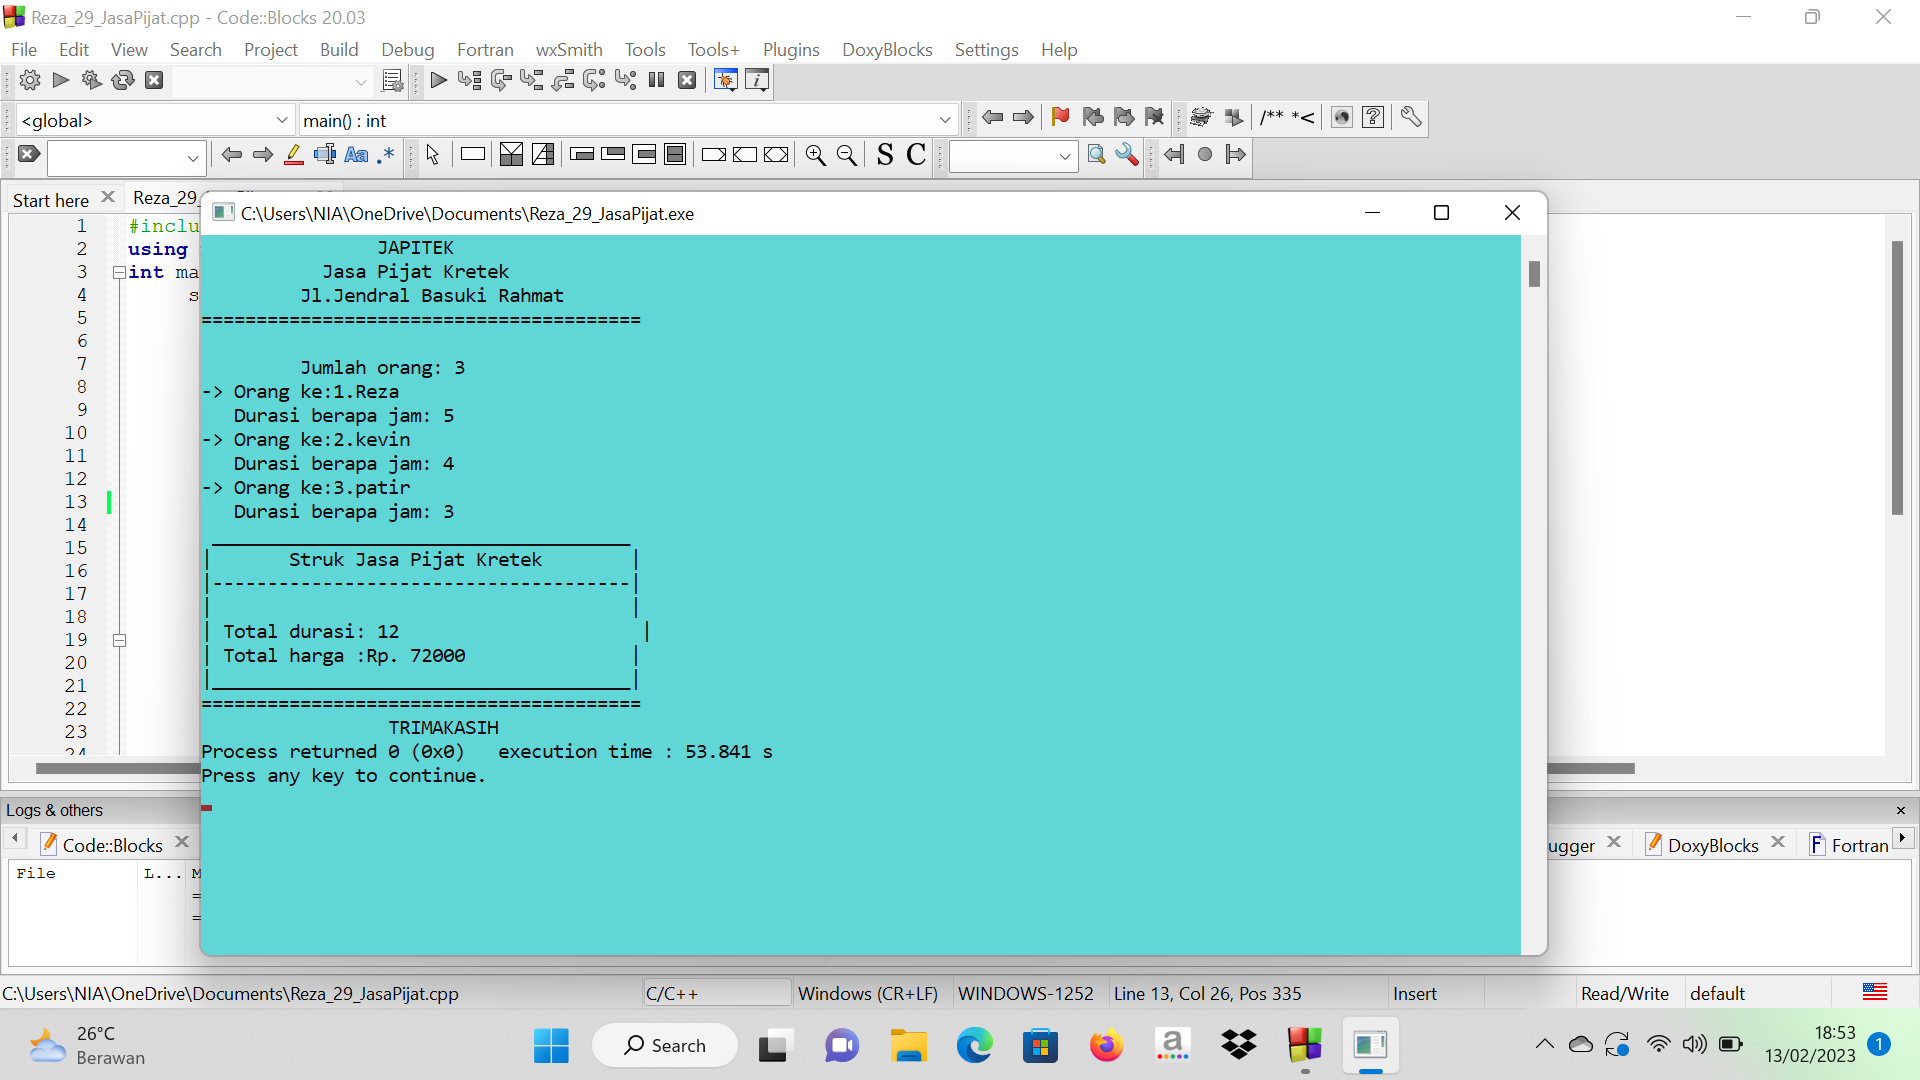 Reza_29_JasaPijat.cpp - Code::Blocks 20.03
File Edit View Search Project Build Debug Fortran wxSmith Tools Tools+ Plugins DoxyBlocks Settings Help
<global> main() : int /** *<
Aa .* S C
Start here Reza_29_
C:\Users\NIA\OneDrive\Documents\Reza_29_JasaPijat.exe
1 #inclu
2 using
3 int ma
4 s
5
6
7
8
9
10
11
12
13
14
15
16
17
18
19
20
21
22
23
24
JAPITEK
Jasa Pijat Kretek
Jl.Jendral Basuki Rahmat
========================================
Jumlah orang: 3
-> Orang ke:1.Reza
Durasi berapa jam: 5
-> Orang ke:2.kevin
Durasi berapa jam: 4
-> Orang ke:3.patir
Durasi berapa jam: 3
______________________________________
| Struk Jasa Pijat Kretek |
|--------------------------------------|
| |
| Total durasi: 12 |
| Total harga :Rp. 72000 |
|______________________________________|
========================================
TRIMAKASIH
Process returned 0 (0x0) execution time : 53.841 s
Press any key to continue.
Logs & others
Code::Blocks ugger DoxyBlocks Fortran
File L... M
=
=
C:\Users\NIA\OneDrive\Documents\Reza_29_JasaPijat.cpp C/C++ Windows (CR+LF) WINDOWS-1252 Line 13, Col 26, Pos 335 Insert Read/Write default
26°C
Berawan
Search
18:53
13/02/2023
1